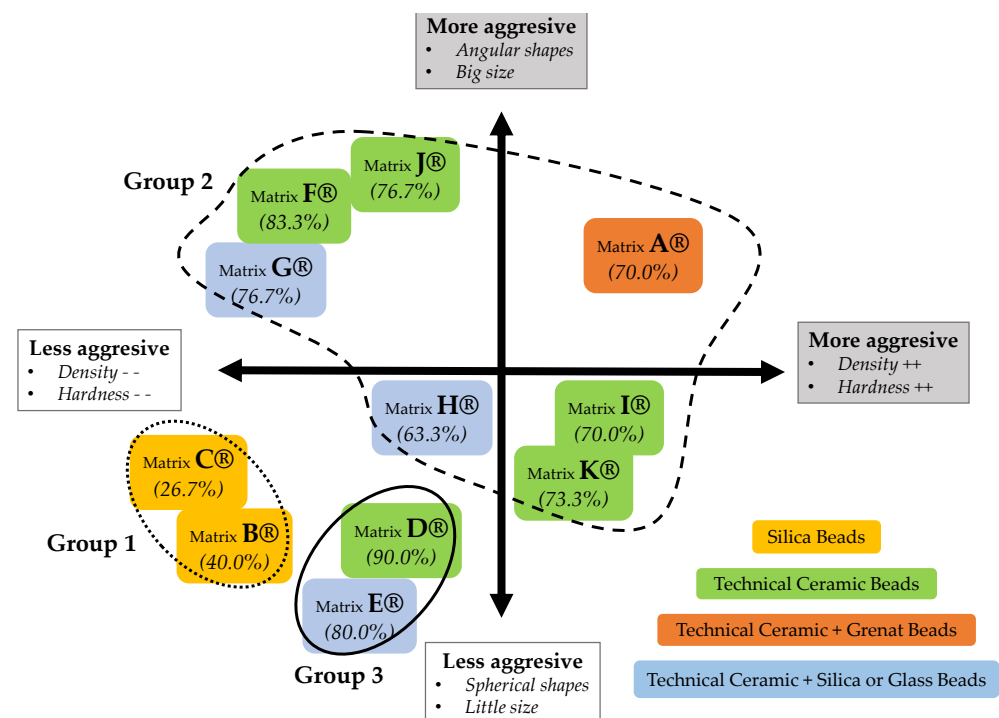 More aggresive
• Angular shapes
• Big size
Group 2
Matrix J®
(76.7%)
Matrix F®
(83.3%)
Matrix A®
(70.0%)
Matrix G®
(76.7%)
Less aggresive
• Density - -
• Hardness - -
More aggresive
• Density ++
• Hardness ++
Matrix H®
(63.3%)
Matrix I®
(70.0%)
Matrix C®
(26.7%)
Matrix K®
(73.3%)
Group 1
Matrix B®
(40.0%)
Matrix D®
(90.0%)
Matrix E®
(80.0%)
Group 3
Less aggresive
• Spherical shapes
• Little size
Silica Beads
Technical Ceramic Beads
Technical Ceramic + Grenat Beads
Technical Ceramic + Silica or Glass Beads